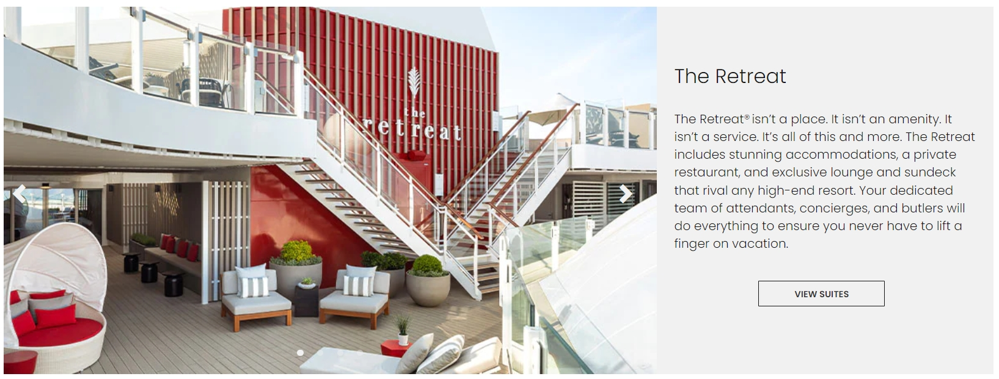 the
retreat
The Retreat
The Retreat® isn't a place. It isn't an amenity. It
isn't a service. It's all of this and more. The Retreat
includes stunning accommodations, a private
restaurant, and exclusive lounge and sundeck
that rival any high-end resort. Your dedicated
team of attendants, concierges, and butlers will
do everything to ensure you never have to lift a
finger on vacation.
VIEW SUITES